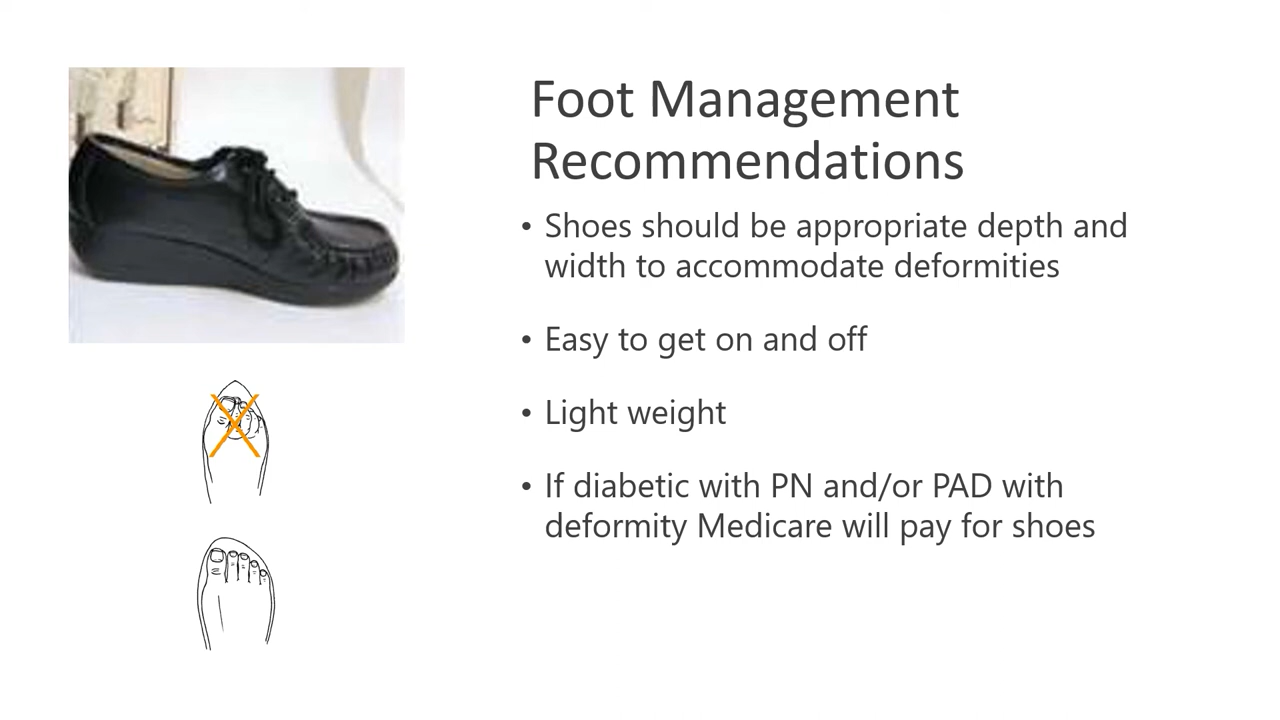 Foot Management
Recommendations
• Shoes should be appropriate depth and
width to accommodate deformities
• Easy to get on and off
• Light weight
• If diabetic with PN and/or PAD with
deformity Medicare will pay for shoes